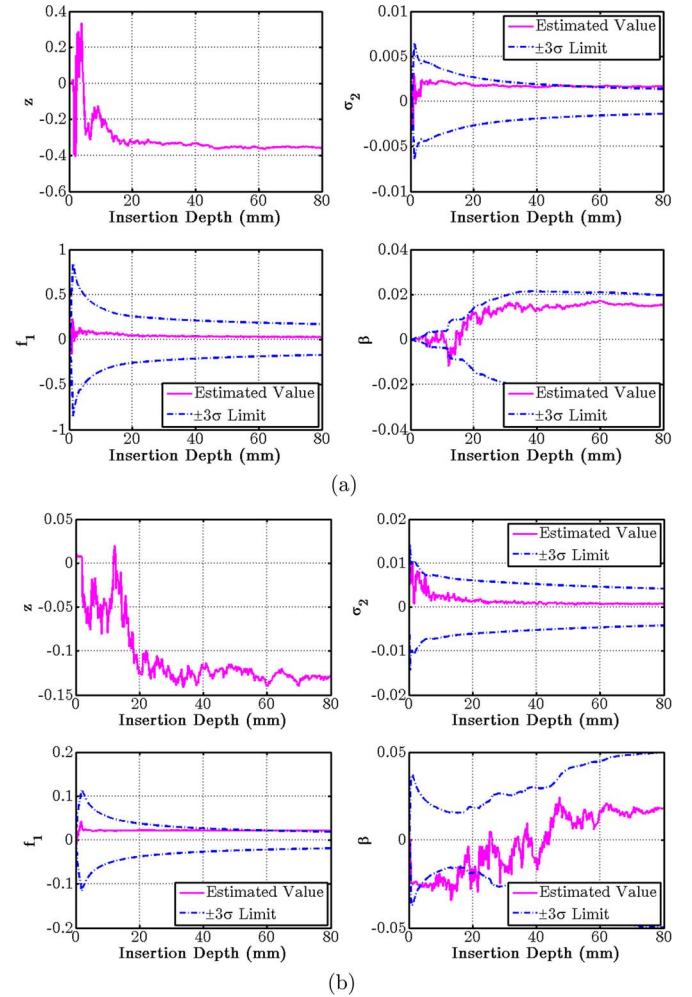 0.4
0.2
0
-0.2
-0.4
-0.6
z
0 20 40 60 80
Insertion Depth (mm)
0.01
0.005
0
-0.005
-0.01
σ2
Estimated Value
±3σ Limit
0 20 40 60 80
Insertion Depth (mm)
1
0.5
0
-0.5
-1
f1
Estimated Value
±3σ Limit
0 20 40 60 80
Insertion Depth (mm)
0.04
0.02
0
-0.02
-0.04
β
Estimated Value
±3σ Limit
0 20 40 60 80
Insertion Depth (mm)
(a)
0.05
0
-0.05
-0.1
-0.15
z
0 20 40 60 80
Insertion Depth (mm)
0.02
0.01
0
-0.01
-0.02
σ2
Estimated Value
±3σ Limit
0 20 40 60 80
Insertion Depth (mm)
0.2
0.1
0
-0.1
0.2
f1
Estimated Value
±3σ Limit
0 20 40 60 80
Insertion Depth (mm)
0.05
0
-0.05
β
Estimated Value
±3σ Limit
0 20 40 60 80
Insertion Depth (mm)
(b)